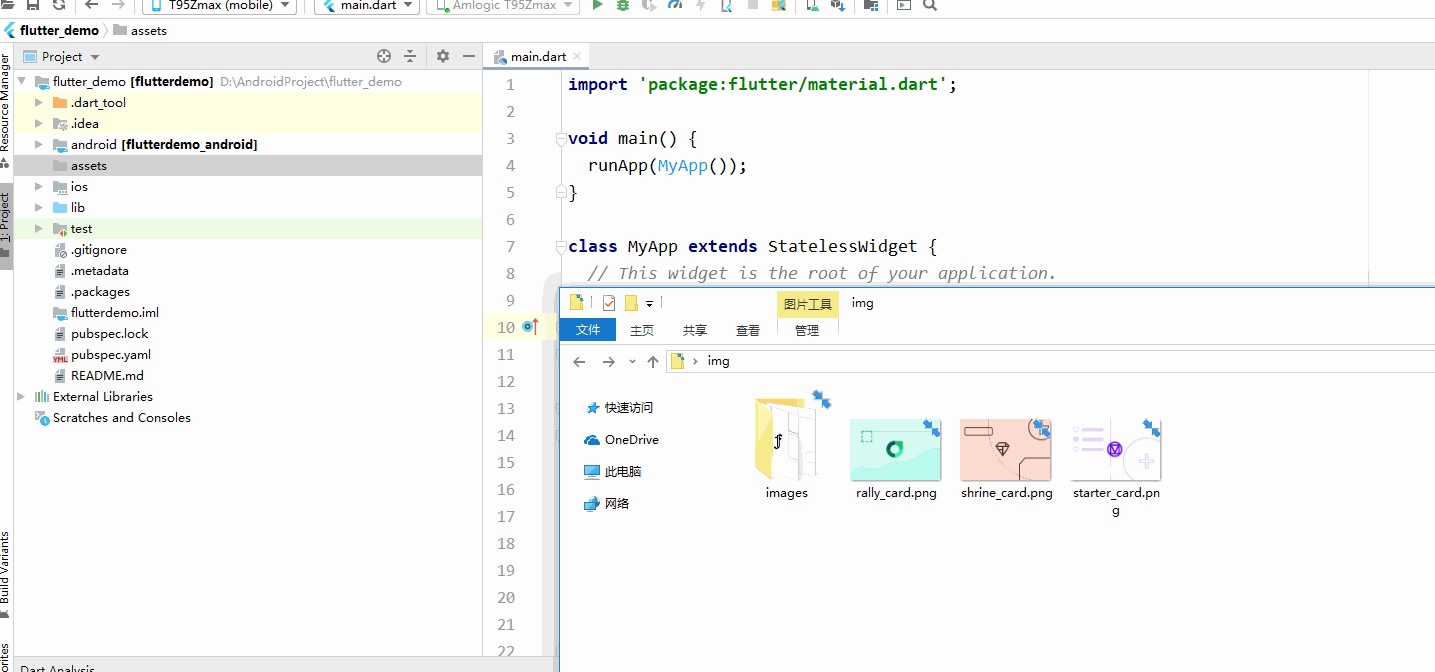 T95Zmax (mobile)
main.dart
Amlogic T95Zmax
flutter_demo
assets
Resource Manager
1: Project
Build Variants
Project
flutter_demo [flutterdemo] D:\AndroidProject\flutter_demo
.dart_tool
.idea
android [flutterdemo_android]
assets
ios
lib
test
.gitignore
.metadata
.packages
flutterdemo.iml
pubspec.lock
pubspec.yaml
README.md
External Libraries
Scratches and Consoles
main.dart
1 import 'package:flutter/material.dart';
2
3 void main() {
4 runApp(MyApp());
5 }
6
7 class MyApp extends StatelessWidget {
8 // This widget is the root of your application.
9
10
11
12
13
14
15
16
17
18
19
20
21
22
图片工具
img
文件
主页
共享
查看
管理
img
快速访问
OneDrive
此电脑
网络
images
rally_card.png
shrine_card.png
starter_card.pn
g
Dart Analysis